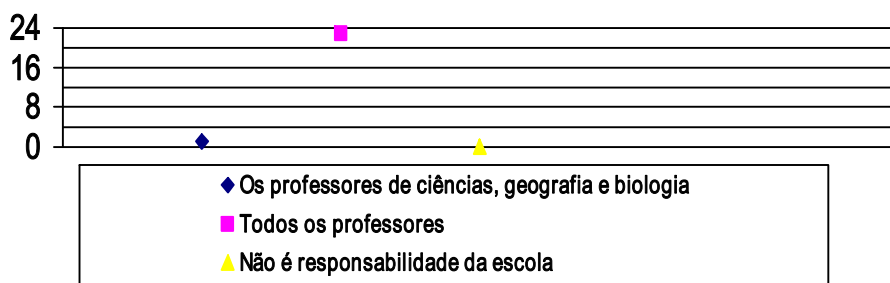 24
16
8
0
Os professores de ciências, geografia e biologia
Todos os professores
Não é responsabilidade da escola